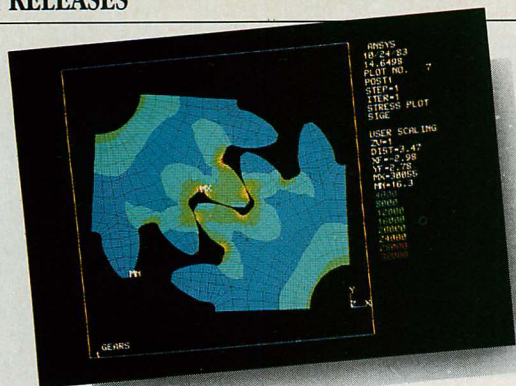 RELEASES
ANSYS
10/24/83
14.6498
PLOT NO. 7
POST1
STEP=1
ITER=1
STRESS PLOT
SIGE
USER SCALING
ZV=1
DIST=3.47
XF=-2.98
YF=-2.78
MX=30055
MN=16.3
4000
8000
12000
16000
20000
24000
28000
32000
MX
MN
Y
Z X
1
GEARS